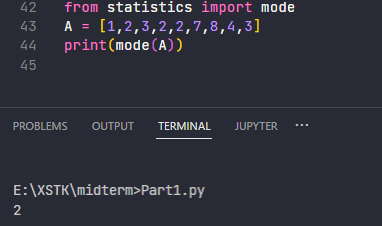 42 from statistics import mode
43 A = [1,2,3,2,2,7,8,4,3]
44 print(mode(A))
45
PROBLEMS OUTPUT TERMINAL JUPYTER ...
E:\XSTK\midterm>Part1.py
2